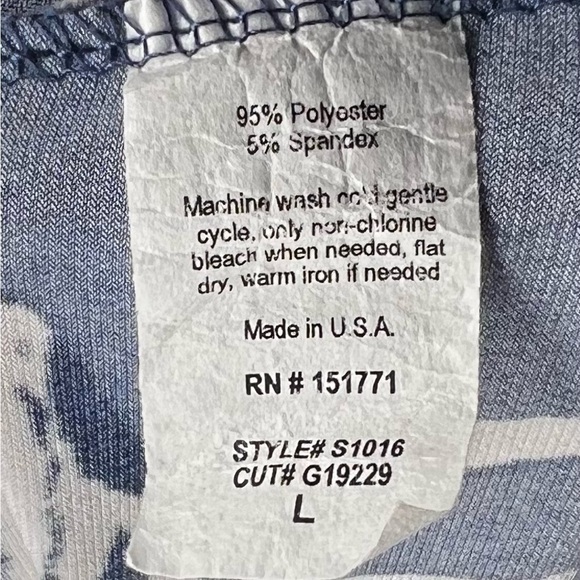 95% Polyester
5% Spandex
Machine wash cold gentle
cycle, only non-chlorine
bleach when needed, flat
dry, warm iron if needed
Made in U.S.A.
RN # 151771
STYLE# S1016
CUT# G19229
L